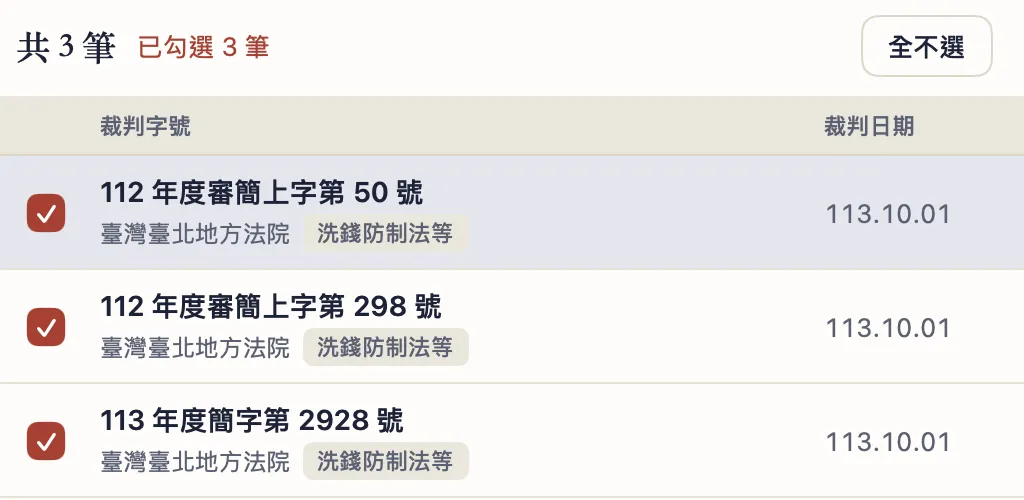 共 3 筆 已勾選 3 筆 全不選
裁判字號 裁判日期
112 年度審簡上字第 50 號
臺灣臺北地方法院 洗錢防制法等 113.10.01
112 年度審簡上字第 298 號
臺灣臺北地方法院 洗錢防制法等 113.10.01
113 年度簡字第 2928 號
臺灣臺北地方法院 洗錢防制法等 113.10.01